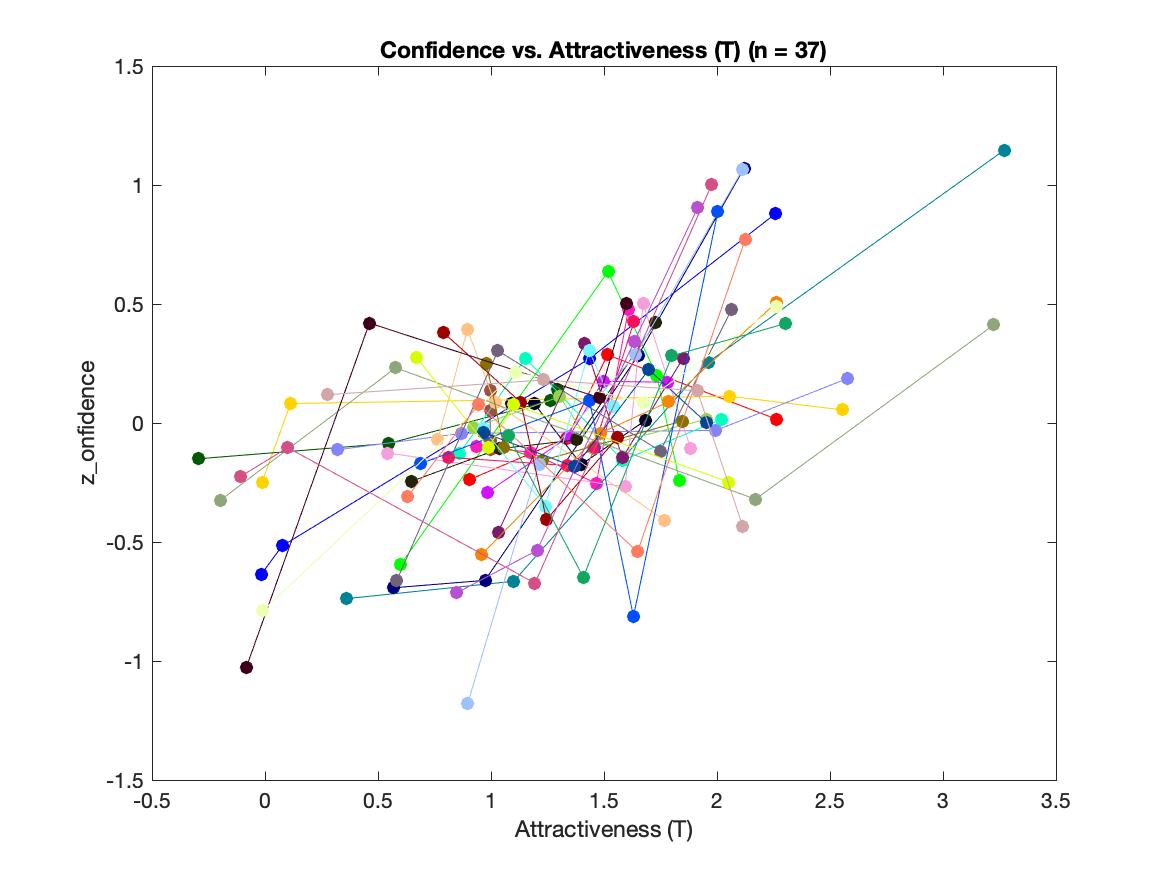 Confidence vs. Attractiveness (T) (n = 37)
1.5
1
0.5
0
-0.5
-1
-1.5
z_onfidence
-0.5 0 0.5 1 1.5 2 2.5 3 3.5
Attractiveness (T)